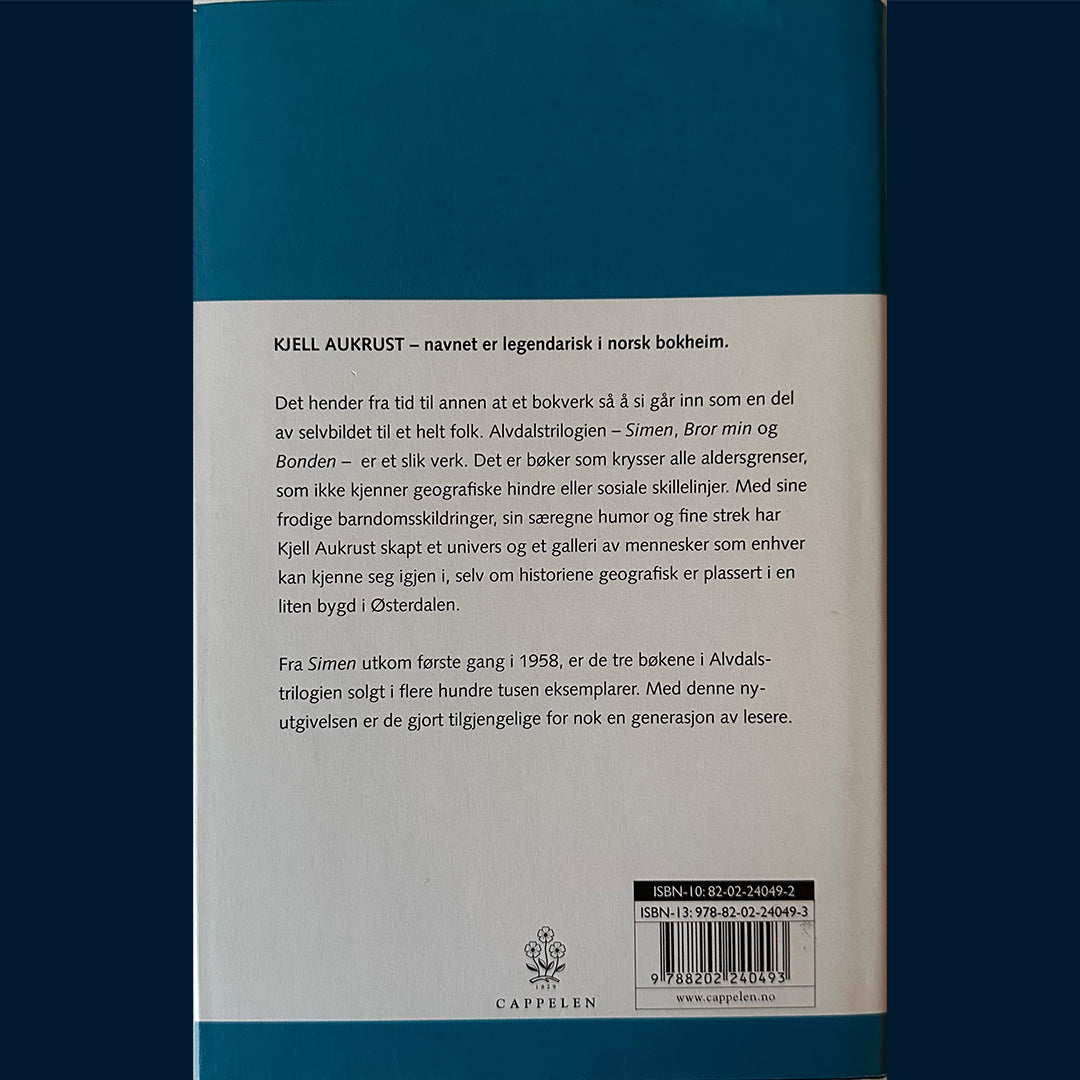 KJELL AUKRUST – navnet er legendarisk i norsk bokheim.
Det hender fra tid til annen at et bokverk så å si går inn som en del
av selvbildet til et helt folk. Alvdalstrilogien – Simen, Bror min og
Bonden – er et slik verk. Det er bøker som krysser alle aldersgrenser,
som ikke kjenner geografiske hindre eller sosiale skillelinjer. Med sine
frodige barndomsskildringer, sin særegne humor og fine strek har
Kjell Aukrust skapt et univers og et galleri av mennesker som enhver
kan kjenne seg igjen i, selv om historiene geografisk er plassert i en
liten bygd i Østerdalen.
Fra Simen utkom første gang i 1958, er de tre bøkene i Alvdals-
trilogien solgt i flere hundre tusen eksemplarer. Med denne ny-
utgivelsen er de gjort tilgjengelige for nok en generasjon av lesere.
ISBN-10: 82-02-24049-2
ISBN-13: 978-82-02-24049-3
9 788202 240493
www.cappelen.no
1829
CAPPELEN